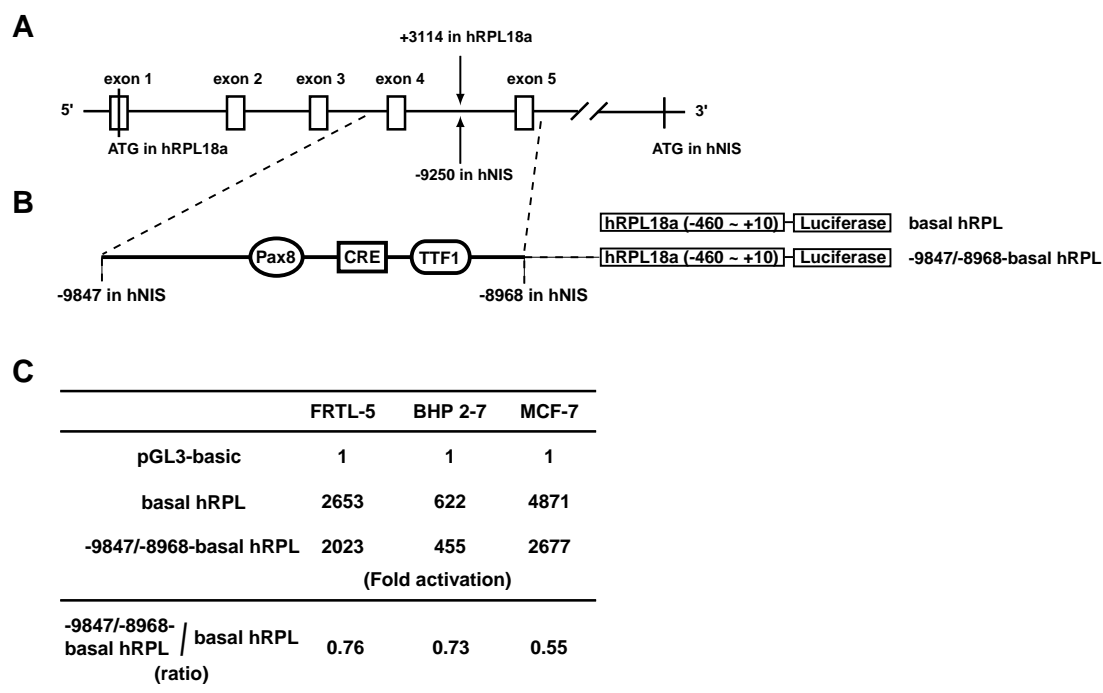 A
+3114 in hRPL18a
exon 1 exon 2 exon 3 exon 4 exon 5
5' 3'
ATG in hRPL18a ATG in hNIS
-9250 in hNIS
B
hRPL18a (-460 ~ +10) Luciferase basal hRPL
Pax8 CRE TTF1 hRPL18a (-460 ~ +10) Luciferase -9847/-8968-basal hRPL
-9847 in hNIS -8968 in hNIS
C
FRTL-5 BHP 2-7 MCF-7
pGL3-basic 1 1 1
basal hRPL 2653 622 4871
-9847/-8968-basal hRPL 2023 455 2677
(Fold activation)
-9847/-8968-
basal hRPL / basal hRPL 0.76 0.73 0.55
(ratio)